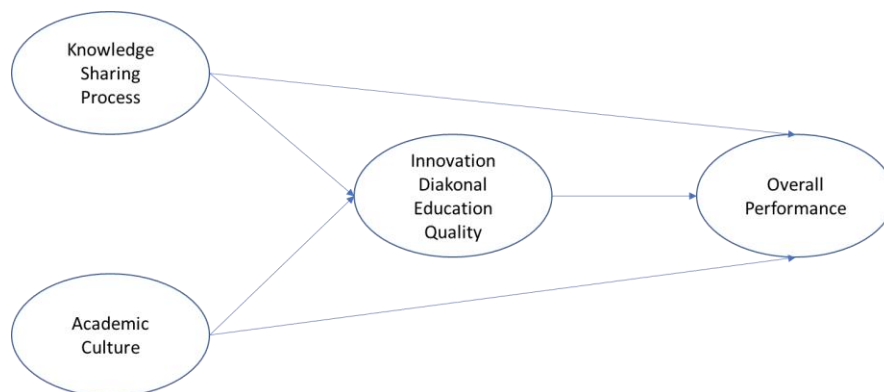 Knowledge
Sharing
Process
Innovation
Diakonal
Education
Quality
Overall
Performance
Academic
Culture